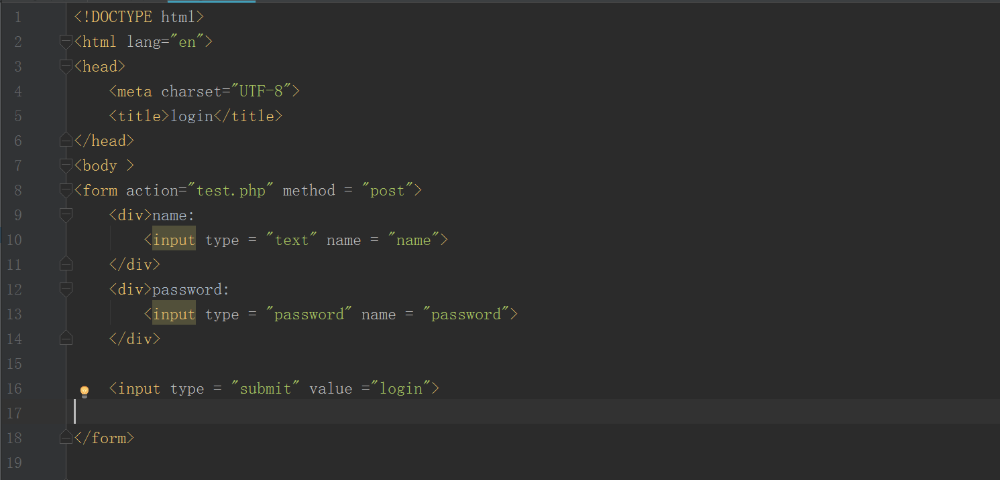 1 <!DOCTYPE html>
2 <html lang="en">
3 <head>
4     <meta charset="UTF-8">
5     <title>login</title>
6 </head>
7 <body >
8 <form action="test.php" method = "post">
9     <div>name:
10         <input type = "text" name = "name">
11     </div>
12     <div>password:
13         <input type = "password" name = "password">
14     </div>
15
16     <input type = "submit" value ="login">
17
18 </form>
19